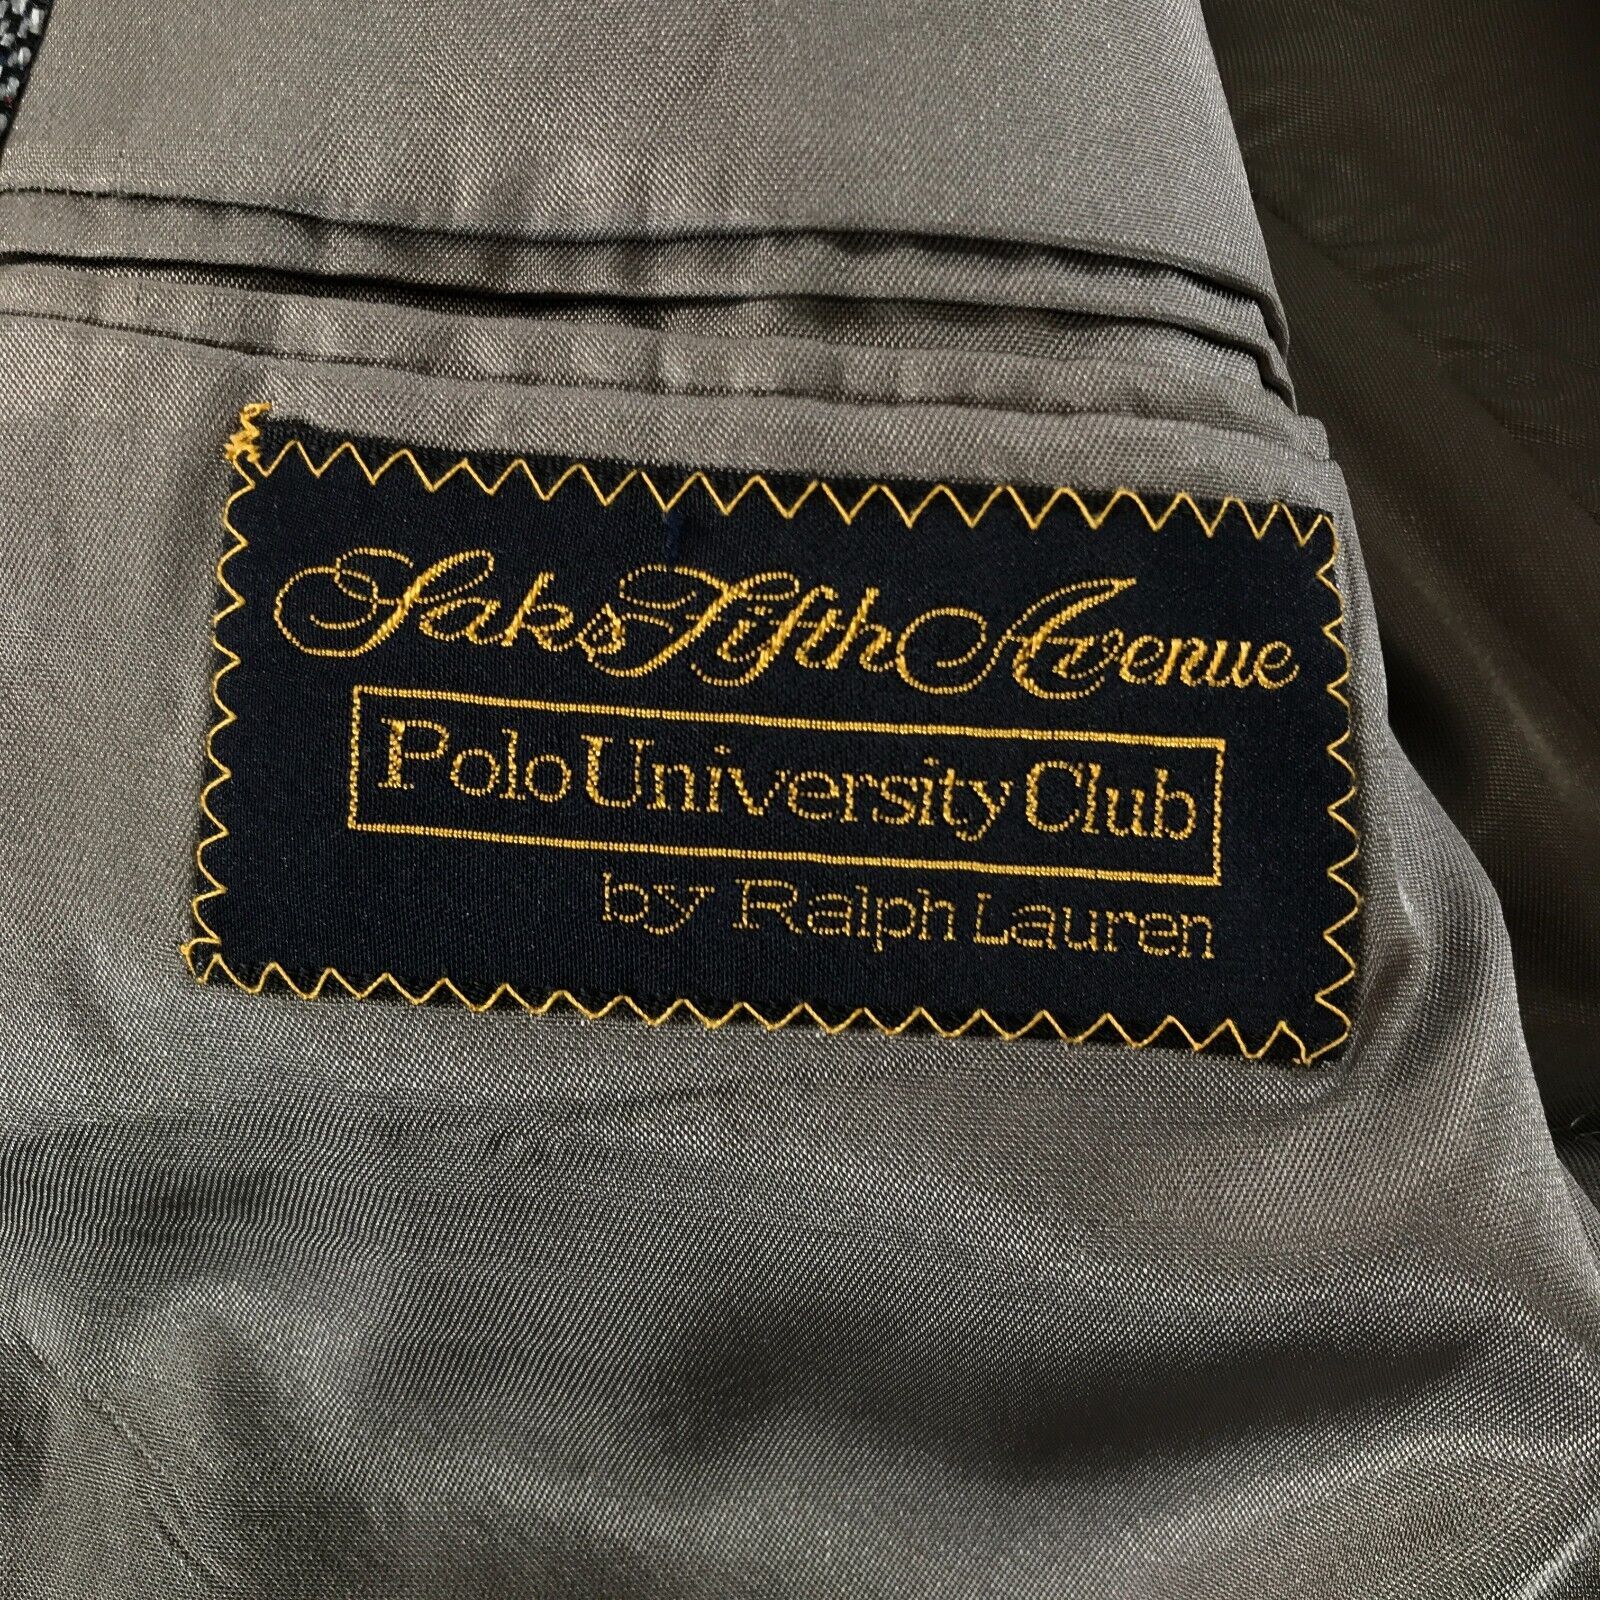 Saks Fifth Avenue
Polo University Club
by Ralph Lauren